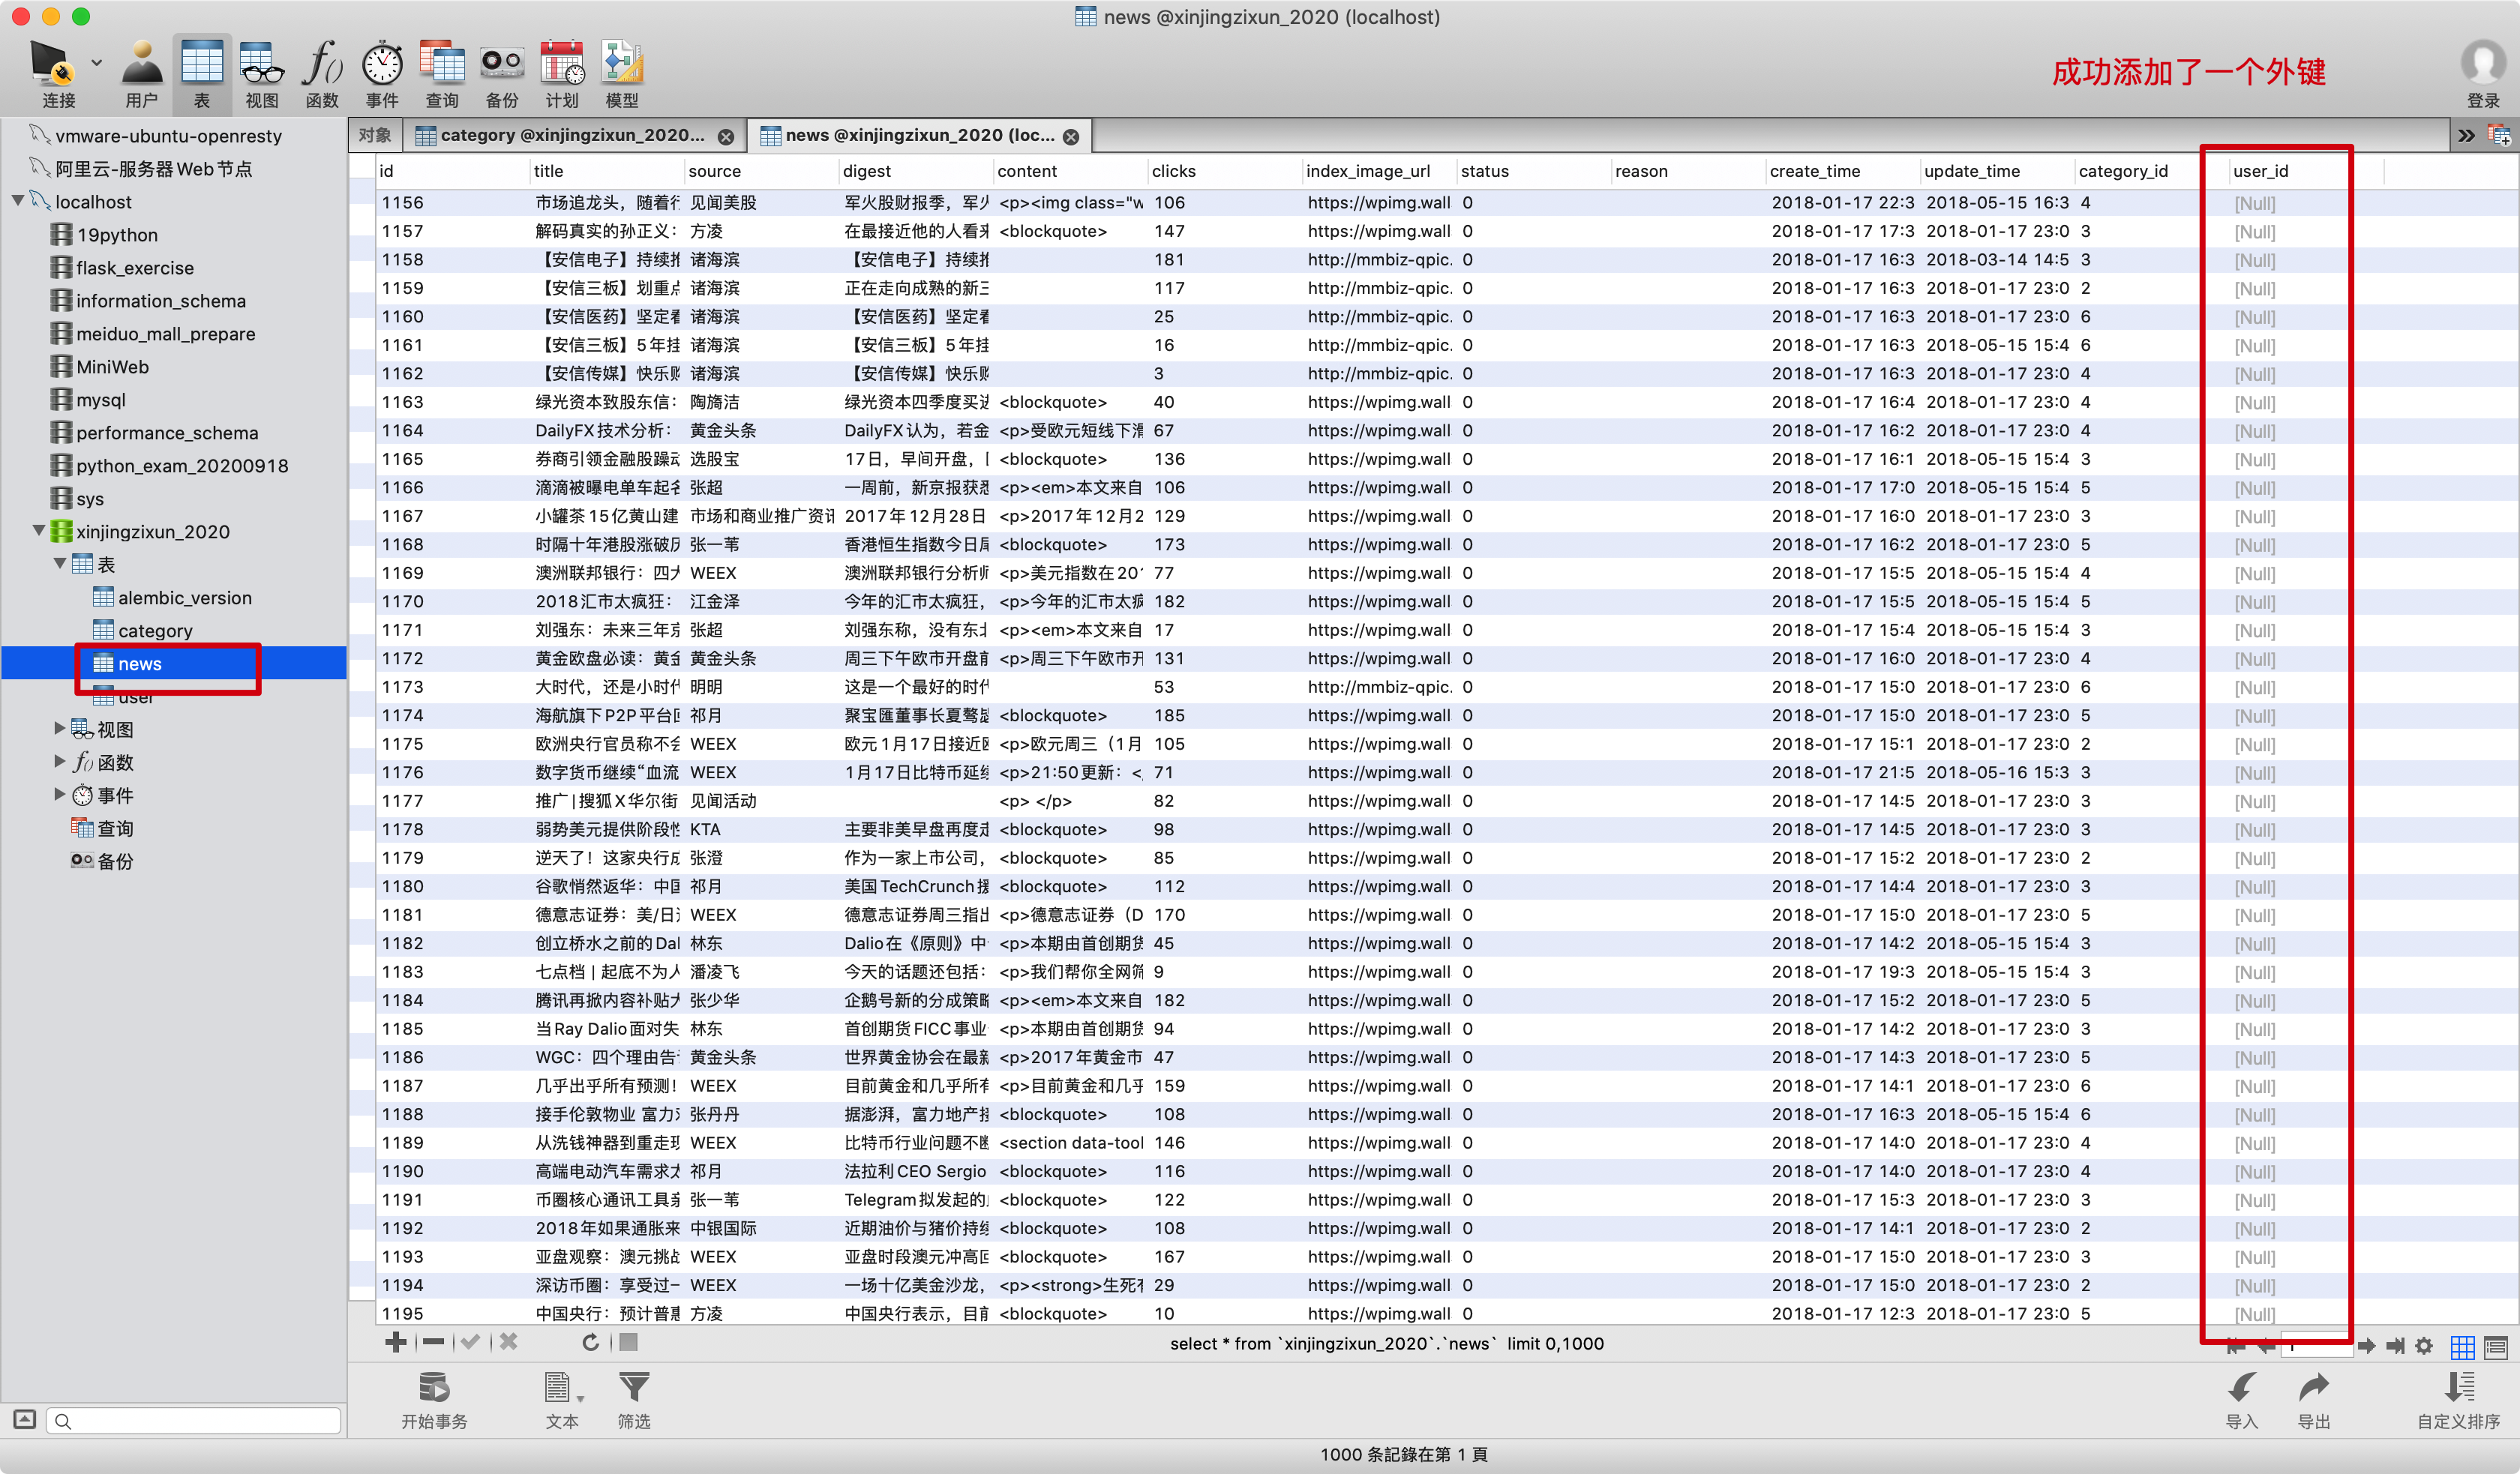 news @xinjingzixun_2020 (localhost)
连接 用户 表 视图 函数 事件 查询 备份 计划 模型
成功添加了一个外键
登录
vmware-ubuntu-openresty
阿里云-服务器Web节点
localhost
19python
flask_exercise
information_schema
meiduo_mall_prepare
MiniWeb
mysql
performance_schema
python_exam_20200918
sys
xinjingzixun_2020
表
alembic_version
category
news
user
视图
函数
事件
查询
备份
对象 category @xinjingzixun_2020... news @xinjingzixun_2020 (loc...
id title source digest content clicks index_image_url status reason create_time update_time category_id user_id
1156 市场追龙头，随着行 见闻美股 军火股财报季，军火 <p><img class="w 106 https://wpimg.wall 0 2018-01-17 22:3 2018-05-15 16:3 4 [Null]
1157 解码真实的孙正义： 方凌 在最接近他的人看来 <blockquote> 147 https://wpimg.wall 0 2018-01-17 17:3 2018-01-17 23:0 3 [Null]
1158 【安信电子】持续推 诸海滨 【安信电子】持续推 181 http://mmbiz-qpic. 0 2018-01-17 16:3 2018-03-14 14:5 3 [Null]
1159 【安信三板】划重点 诸海滨 正在走向成熟的新三 117 http://mmbiz-qpic. 0 2018-01-17 16:3 2018-01-17 23:0 2 [Null]
1160 【安信医药】坚定看 诸海滨 【安信医药】坚定看 25 http://mmbiz-qpic. 0 2018-01-17 16:3 2018-01-17 23:0 6 [Null]
1161 【安信三板】5年挂 诸海滨 【安信三板】5年挂 16 http://mmbiz-qpic. 0 2018-01-17 16:3 2018-05-15 15:4 6 [Null]
1162 【安信传媒】快乐购 诸海滨 【安信传媒】快乐购 3 http://mmbiz-qpic. 0 2018-01-17 16:3 2018-01-17 23:0 4 [Null]
1163 绿光资本致股东信： 陶旖洁 绿光资本四季度买进 <blockquote> 40 https://wpimg.wall 0 2018-01-17 16:4 2018-01-17 23:0 4 [Null]
1164 DailyFX技术分析： 黄金头条 DailyFX认为，若金 <p>受欧元短线下滑 67 https://wpimg.wall 0 2018-01-17 16:2 2018-01-17 23:0 4 [Null]
1165 券商引领金融股躁动 选股宝 17日，早间开盘， <blockquote> 136 https://wpimg.wall 0 2018-01-17 16:1 2018-05-15 15:4 3 [Null]
1166 滴滴被曝电单车起名 张超 一周前，新京报获悉 <p><em>本文来自 106 https://wpimg.wall 0 2018-01-17 17:0 2018-05-15 15:4 5 [Null]
1167 小罐茶15亿黄山建 市场和商业推广资讯 2017年12月28日 <p>2017年12月2 129 https://wpimg.wall 0 2018-01-17 16:0 2018-01-17 23:0 3 [Null]
1168 时隔十年港股涨破历 张一苇 香港恒生指数今日尾 <blockquote> 173 https://wpimg.wall 0 2018-01-17 16:2 2018-01-17 23:0 5 [Null]
1169 澳洲联邦银行：四大 WEEX 澳洲联邦银行分析师 <p>美元指数在20 77 https://wpimg.wall 0 2018-01-17 15:5 2018-05-15 15:4 4 [Null]
1170 2018汇市太疯狂： 江金泽 今年的汇市太疯狂， <p>今年的汇市太疯 182 https://wpimg.wall 0 2018-01-17 15:5 2018-05-15 15:4 5 [Null]
1171 刘强东：未来三年京 张超 刘强东称，没有东北 <p><em>本文来自 17 https://wpimg.wall 0 2018-01-17 15:4 2018-05-15 15:4 3 [Null]
1172 黄金欧盘必读：黄金 黄金头条 周三下午欧市开盘前 <p>周三下午欧市开 131 https://wpimg.wall 0 2018-01-17 16:0 2018-01-17 23:0 4 [Null]
1173 大时代，还是小时代 明明 这是一个最好的时代 53 http://mmbiz-qpic. 0 2018-01-17 15:0 2018-01-17 23:0 6 [Null]
1174 海航旗下P2P平台回 祁月 聚宝匯董事长夏骜 <blockquote> 185 https://wpimg.wall 0 2018-01-17 15:0 2018-01-17 23:0 5 [Null]
1175 欧洲央行官员称不会 WEEX 欧元1月17日接近 <p>欧元周三（1月 105 https://wpimg.wall 0 2018-01-17 15:1 2018-01-17 23:0 2 [Null]
1176 数字货币继续“血流 WEEX 1月17日比特币延续 <p>21:50更新：< 71 https://wpimg.wall 0 2018-01-17 21:5 2018-05-16 15:3 3 [Null]
1177 推广|搜狐X华尔街 见闻活动 <p> </p> 82 https://wpimg.wall 0 2018-01-17 14:5 2018-01-17 23:0 3 [Null]
1178 弱势美元提供阶段性 KTA 主要非美早盘再度走 <blockquote> 98 https://wpimg.wall 0 2018-01-17 14:5 2018-01-17 23:0 3 [Null]
1179 逆天了！这家央行成 张澄 作为一家上市公司， <blockquote> 85 https://wpimg.wall 0 2018-01-17 15:2 2018-01-17 23:0 2 [Null]
1180 谷歌悄然返华：中国 祁月 美国TechCrunch援 <blockquote> 112 https://wpimg.wall 0 2018-01-17 14:4 2018-01-17 23:0 3 [Null]
1181 德意志证券：美/日 WEEX 德意志证券周三指出 <p>德意志证券（D 170 https://wpimg.wall 0 2018-01-17 15:0 2018-01-17 23:0 5 [Null]
1182 创立桥水之前的Dal 林东 Dalio在《原则》中 <p>本期由首创期货 45 https://wpimg.wall 0 2018-01-17 14:2 2018-05-15 15:4 3 [Null]
1183 七点档 | 起底不为人 潘凌飞 今天的话题还包括： <p>我们帮你全网筛 9 https://wpimg.wall 0 2018-01-17 19:3 2018-05-15 15:4 3 [Null]
1184 腾讯再掀内容补贴大 张少华 企鹅号新的分成策略 <p><em>本文来自 182 https://wpimg.wall 0 2018-01-17 15:2 2018-01-17 23:0 5 [Null]
1185 当Ray Dalio面对失 林东 首创期货FICC事业 <p>本期由首创期货 94 https://wpimg.wall 0 2018-01-17 14:2 2018-01-17 23:0 3 [Null]
1186 WGC：四个理由告 黄金头条 世界黄金协会在最新 <p>2017年黄金市 47 https://wpimg.wall 0 2018-01-17 14:3 2018-01-17 23:0 5 [Null]
1187 几乎出乎所有预测！ WEEX 目前黄金和几乎所有 <p>目前黄金和几乎 159 https://wpimg.wall 0 2018-01-17 14:1 2018-01-17 23:0 6 [Null]
1188 接手伦敦物业 富力 张丹丹 据澎湃，富力地产接 <blockquote> 108 https://wpimg.wall 0 2018-01-17 16:3 2018-05-15 15:4 6 [Null]
1189 从洗钱神器到重走现 WEEX 比特币行业问题不断 <section data-tool 146 https://wpimg.wall 0 2018-01-17 14:0 2018-01-17 23:0 4 [Null]
1190 高端电动汽车需求太 祁月 法拉利CEO Sergio <blockquote> 116 https://wpimg.wall 0 2018-01-17 14:0 2018-01-17 23:0 4 [Null]
1191 币圈核心通讯工具亲 张一苇 Telegram拟发起的 <blockquote> 122 https://wpimg.wall 0 2018-01-17 15:3 2018-01-17 23:0 3 [Null]
1192 2018年如果通胀来 中银国际 近期油价与猪价持续 <blockquote> 108 https://wpimg.wall 0 2018-01-17 14:1 2018-01-17 23:0 2 [Null]
1193 亚盘观察：澳元挑战 WEEX 亚盘时段澳元冲高回 <blockquote> 167 https://wpimg.wall 0 2018-01-17 15:0 2018-01-17 23:0 3 [Null]
1194 深访币圈：享受过一 WEEX 一场十亿美金沙龙， <p><strong>生死存 29 https://wpimg.wall 0 2018-01-17 15:0 2018-01-17 23:0 2 [Null]
1195 中国央行：预计普惠 方凌 中国央行表示，目前 <blockquote> 10 https://wpimg.wall 0 2018-01-17 12:3 2018-01-17 23:0 5 [Null]
select * from `xinjingzixun_2020`.`news` limit 0,1000
1
开始事务 文本 筛选 导入 导出 自定义排序
1000 条記錄在第 1 頁